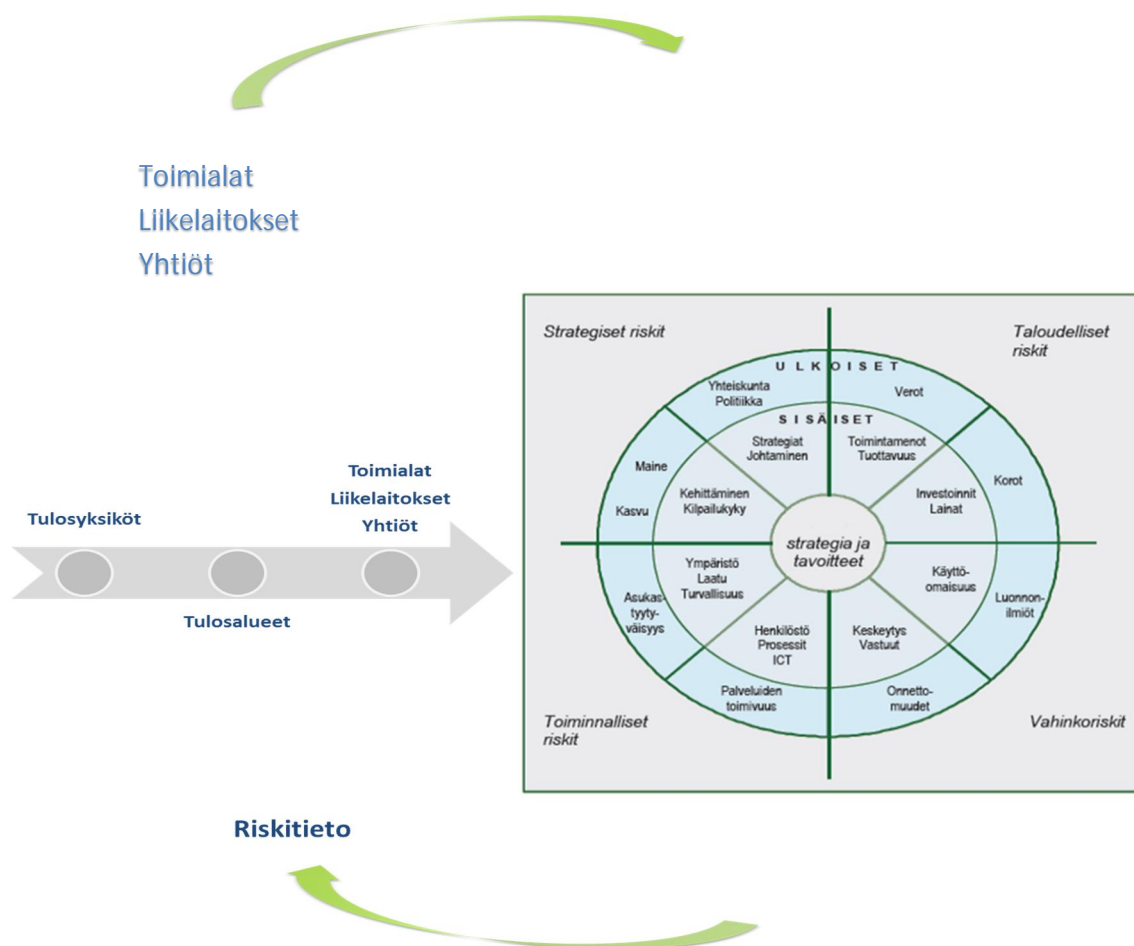 Toimialat
Liikelaitokset
Yhtiöt
Tulosyksiköt
Tulosalueet
Toimialat
Liikelaitokset
Yhtiöt
Strategiset riskit
Taloudelliset
riskit
ULKOISET
Yhteiskunta
Politiikka
Verot
SISÄISET
Strategiat
Johtaminen
Toimintamenot
Tuottavuus
Maine
Kasvu
Kehittäminen
Kilpailukyky
Investoinnit
Lainat
Korot
strategia ja
tavoitteet
Asukas-
tyyty-
väisyys
Ympäristö
Laatu
Turvallisuus
Käyttö-
omaisuus
Luonnon-
ilmiöt
Henkilöstö
Prosessit
ICT
Keskeytys
Vastuut
Palveluiden
toimivuus
Onnetto-
muudet
Toiminnalliset
riskit
Vahinkoriskit
Riskitieto